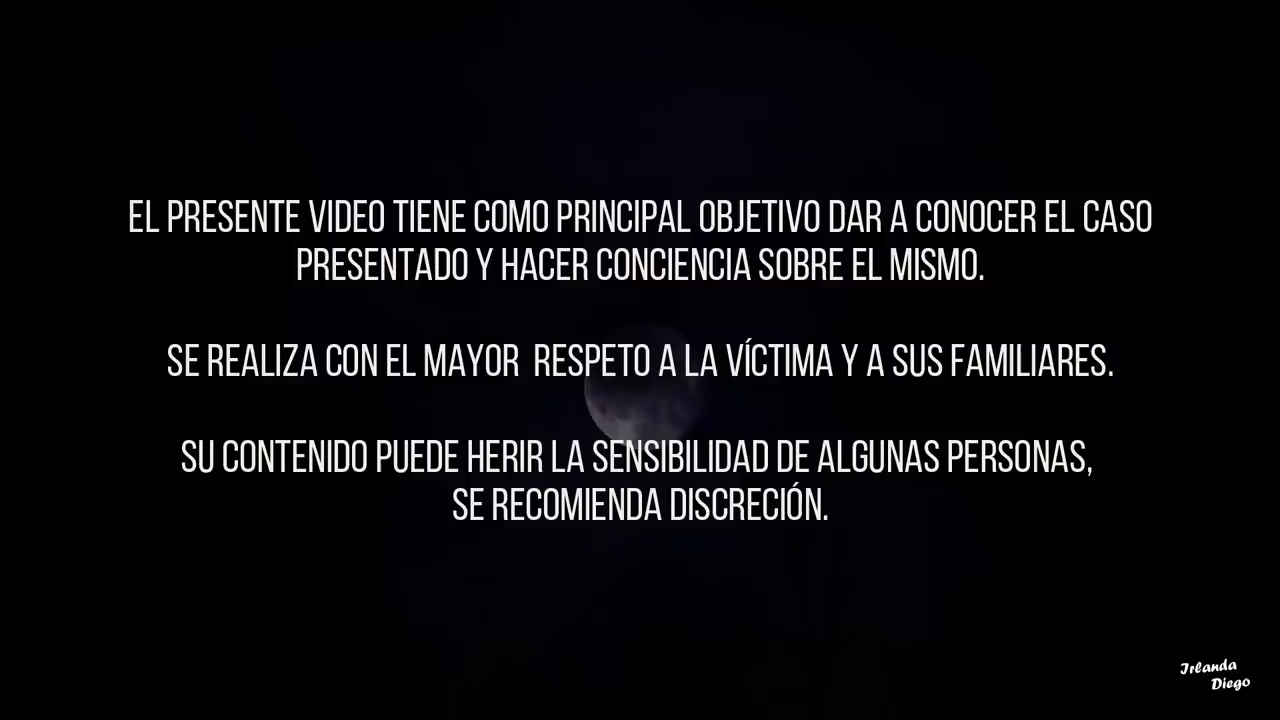 EL PRESENTE VIDEO TIENE COMO PRINCIPAL OBJETIVO DAR A CONOCER EL CASO
PRESENTADO Y HACER CONCIENCIA SOBRE EL MISMO.
SE REALIZA CON EL MAYOR RESPETO A LA VÍCTIMA Y A SUS FAMILIARES.
SU CONTENIDO PUEDE HERIR LA SENSIBILIDAD DE ALGUNAS PERSONAS,
SE RECOMIENDA DISCRECIÓN.
Irlanda
Diego